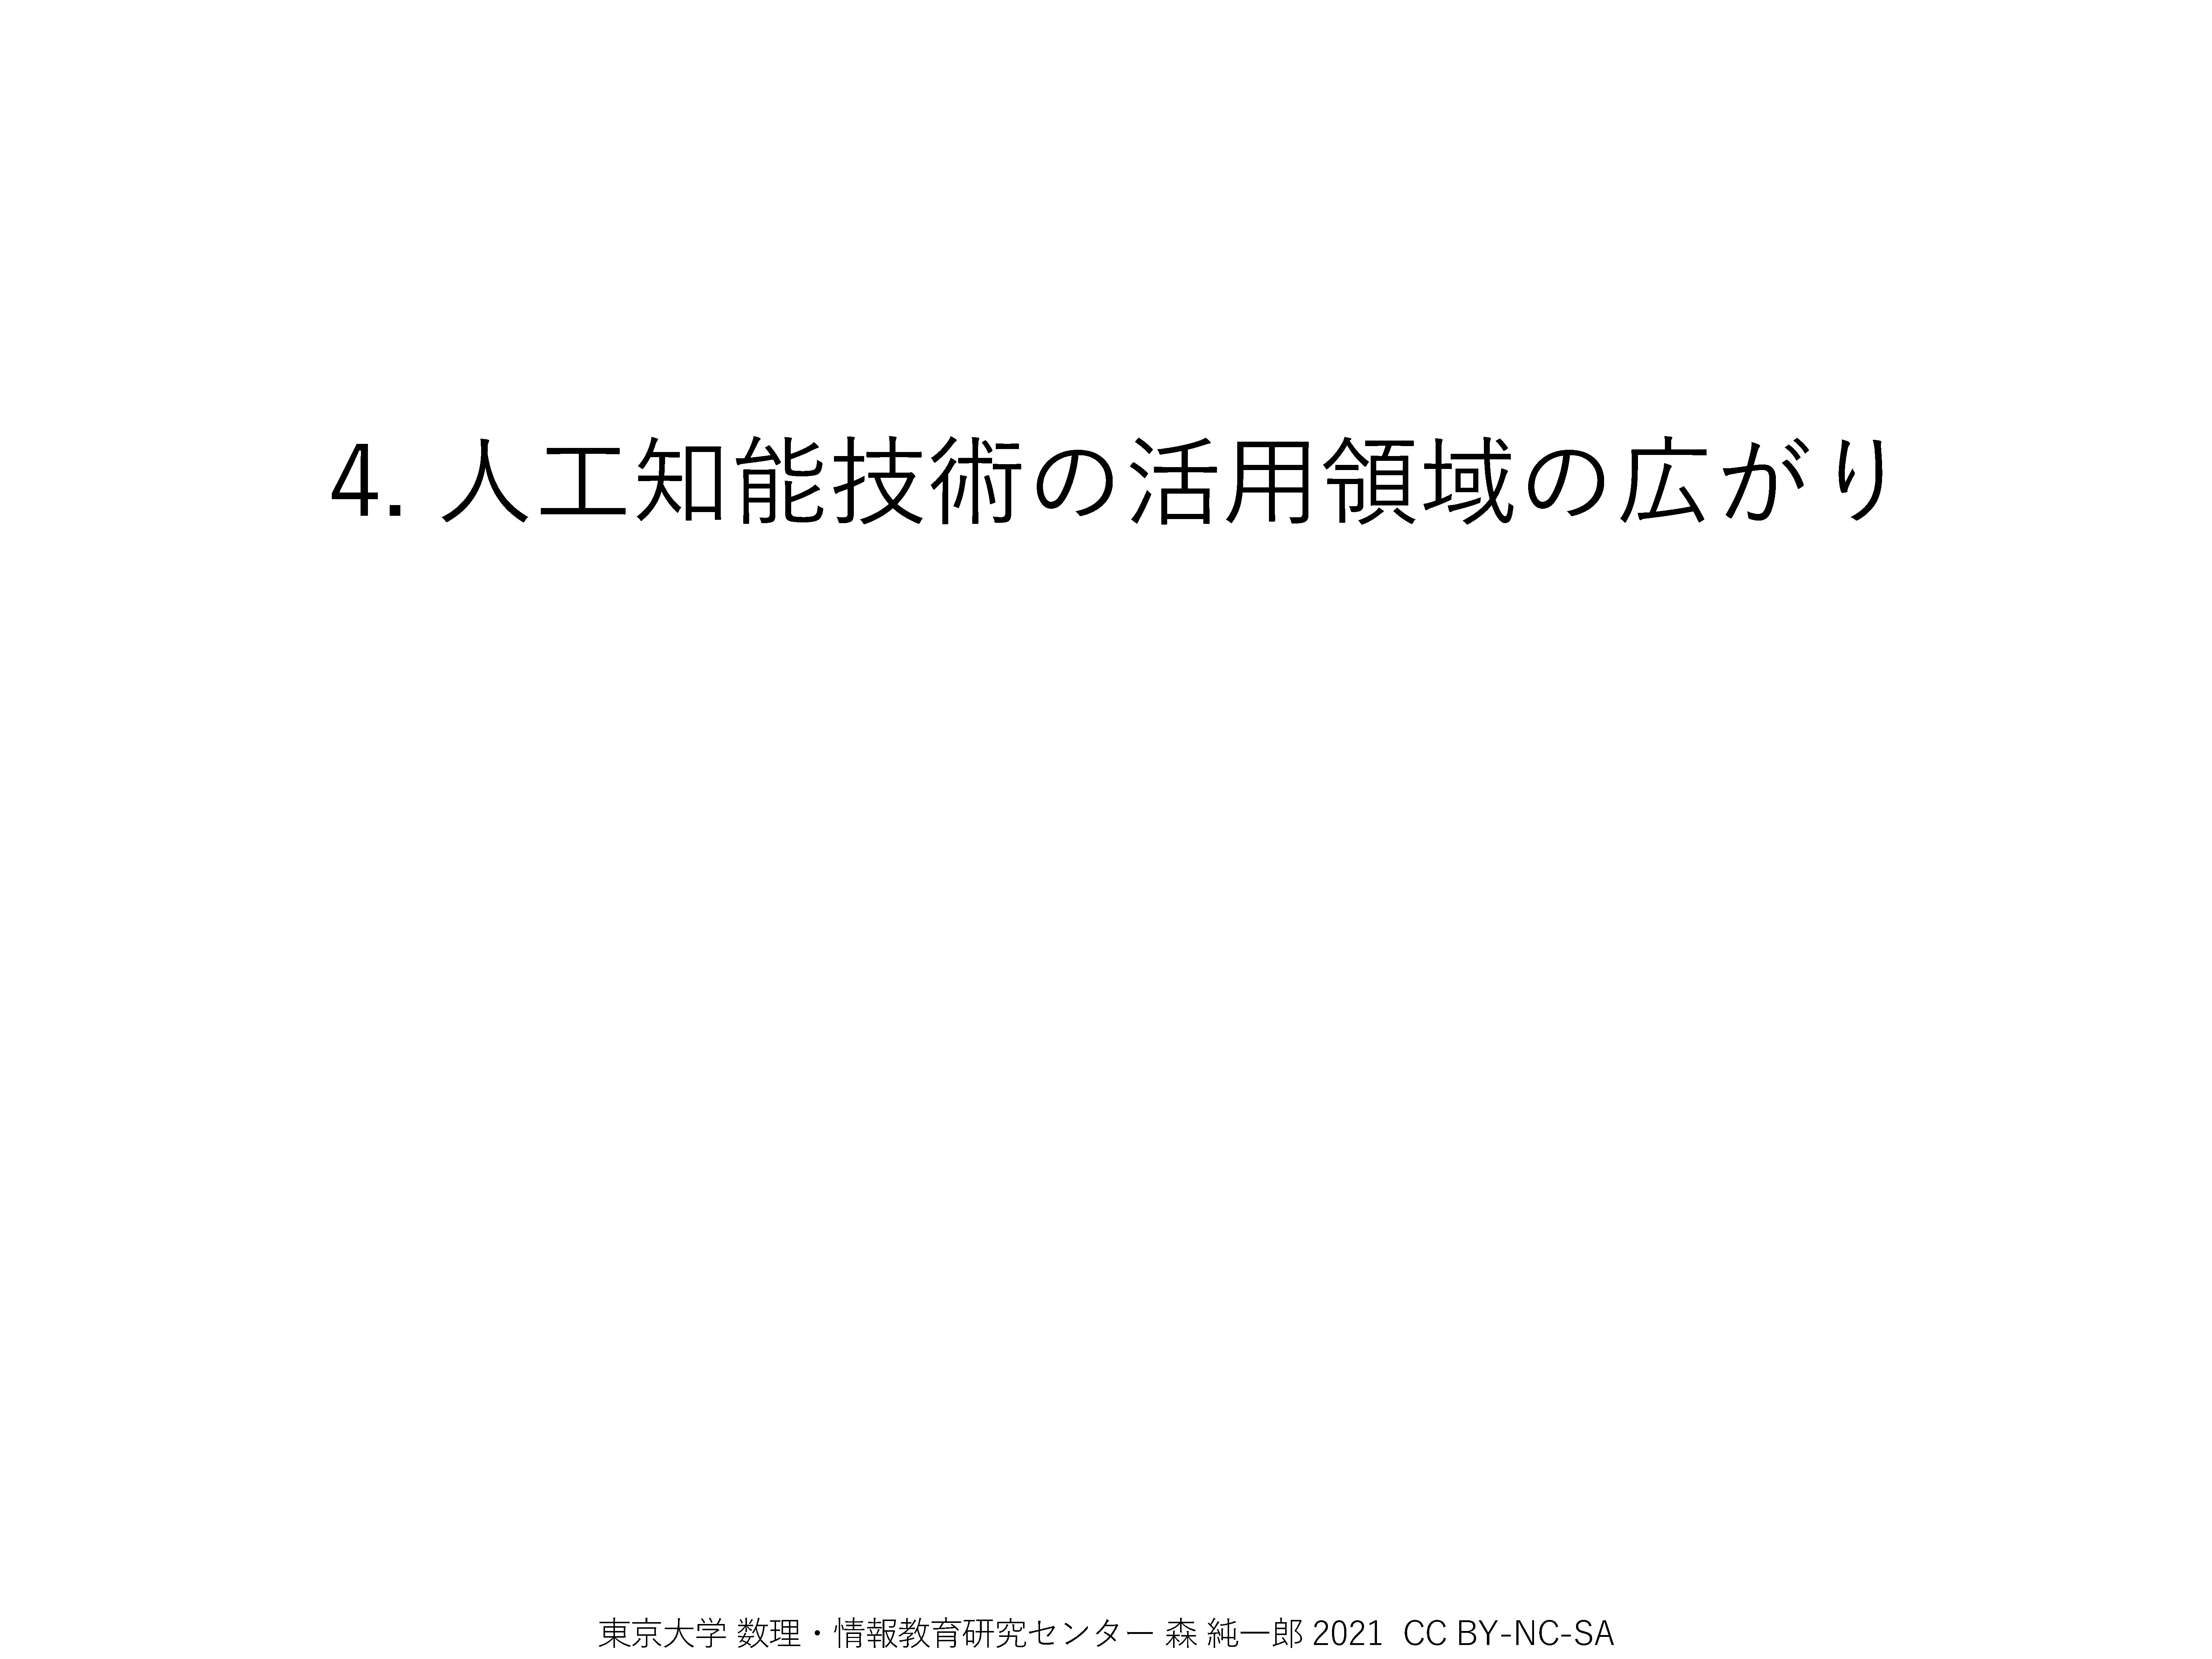 4. 人工知能技術の活用領域の広がり
東京大学 数理・情報教育研究センター 森 純一郎 2021 CC BY-NC-SA